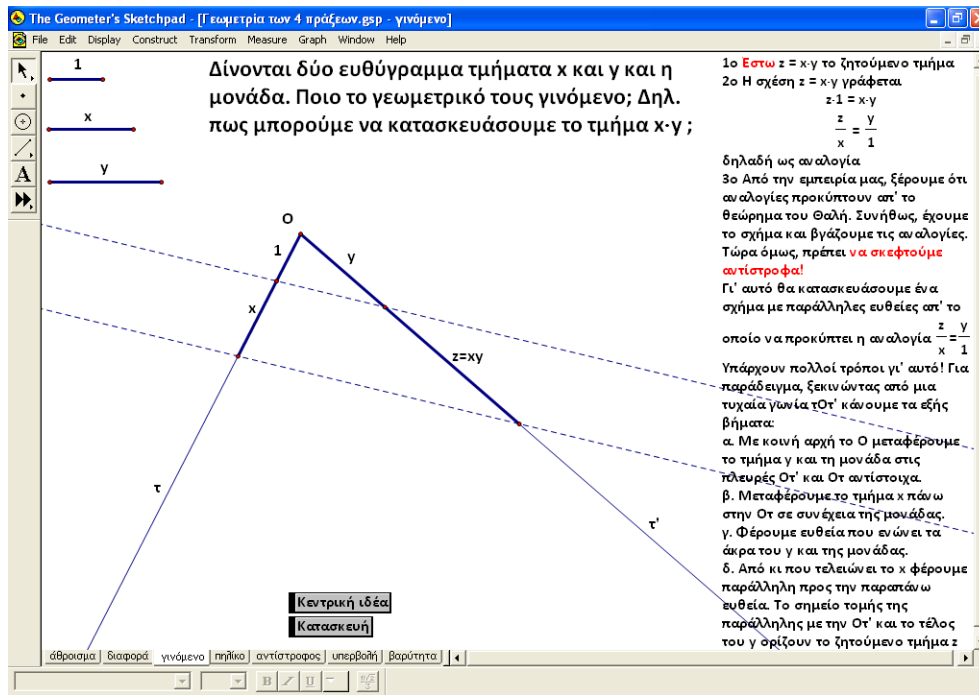 The Geometer's Sketchpad - [Γεωμετρία των 4 πράξεων.gsp - γινόμενο]
File Edit Display Construct Transform Measure Graph Window Help
1
x
y
Δίνονται δύο ευθύγραμμα τμήματα x και y και η
μονάδα. Ποιο το γεωμετρικό τους γινόμενο; Δηλ.
πως μπορούμε να κατασκευάσουμε το τμήμα x·y ;
O
1
y
x
z=xy
τ
τ'
Κεντρική ιδέα
Κατασκευή
1ο Εστω z = x·y το ζητούμενο τμήμα
2ο Η σχέση z = x·y γράφεται
z·1 = x·y
z/x = y/1
δηλαδή ως αναλογία
3ο Από την εμπειρία μας, ξέρουμε ότι
αναλογίες προκύπτουν απ' το
θεώρημα του Θαλή. Συνήθως, έχουμε
το σχήμα και βγάζουμε τις αναλογίες.
Τώρα όμως, πρέπει να σκεφτούμε
αντίστροφα!
Γι' αυτό θα κατασκευάσουμε ένα
σχήμα με παράλληλες ευθείες απ' το
οποίο να προκύπτει η αναλογία z/x = y/1
Υπάρχουν πολλοί τρόποι γι' αυτό! Για
παράδειγμα, ξεκινώντας από μια
τυχαία γωνία τΟτ' κάνουμε τα εξής
βήματα:
α. Με κοινή αρχή το Ο μεταφέρουμε
το τμήμα y και τη μονάδα στις
πλευρές Οτ' και Οτ αντίστοιχα.
β. Μεταφέρουμε το τμήμα x πάνω
στην Οτ σε συνέχεια της μονάδας.
γ. Φέρουμε ευθεία που ενώνει τα
άκρα του y και της μονάδας.
δ. Από κι που τελειώνει το x φέρουμε
παράλληλη προς την παραπάνω
ευθεία. Το σημείο τομής της
παράλληλης με την Οτ' και το τέλος
του y ορίζουν το ζητούμενο τμήμα z
άθροισμα διαφορά γινόμενο πηλίκο αντίστροφος υπερβολή βαρύτητα
B I U